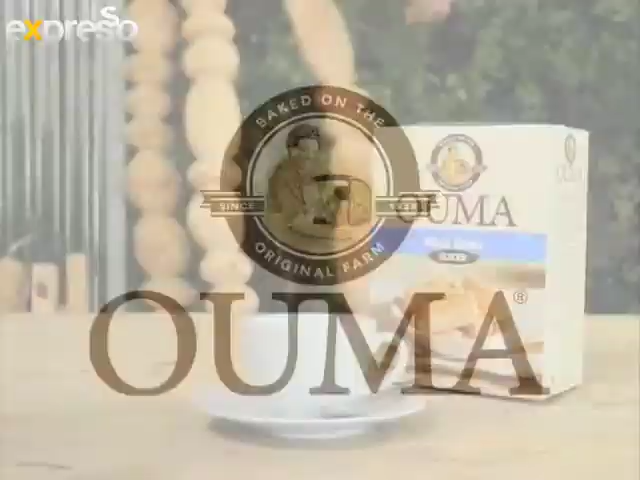 expresso
BAKED ON THE
SINCE
ORIGINAL FARM
OUMA®
OUMA